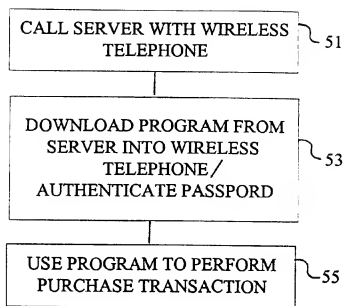 CALL SERVER WITH WIRELESS
TELEPHONE
51
DOWNLOAD PROGRAM FROM
SERVER INTO WIRELESS
TELEPHONE/
AUTHENTICATE PASSPORD
53
USE PROGRAM TO PERFORM
PURCHASE TRANSACTION
55